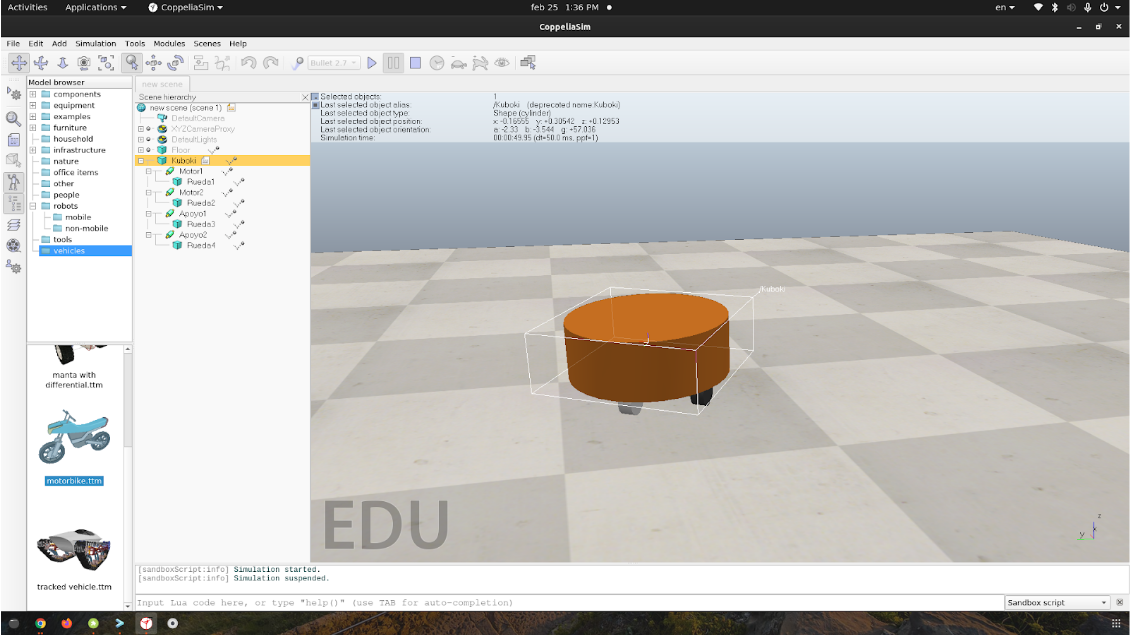 Activities Applications CoppeliaSim feb 25 1:36 PM en
CoppeliaSim
File Edit Add Simulation Tools Modules Scenes Help
Bullet 2.7
Model browser
components
equipment
examples
furniture
household
infrastructure
nature
office items
other
people
robots
mobile
non-mobile
tools
vehicles
manta with
differential.ttm
motorbike.ttm
tracked vehicle.ttm
new scene
Scene hierarchy
new scene (scene 1)
DefaultCamera
XYZCameraProxy
DefaultLights
Floor
Kuboki
Motor1
Rueda1
Motor2
Rueda2
Apoyo1
Rueda3
Apoyo2
Rueda4
Selected objects: 1
Last selected object alias: /Kuboki (deprecated name:Kuboki)
Last selected object type: Shape (cylinder)
Last selected object position: x: -0.16555 y: +0.30542 z: +0.12953
Last selected object orientation: a: -2.33 b: -3.544 g: +57.036
Simulation time: 00:00:49.95 (dt=50.0 ms, ppf=1)
/Kuboki
EDU
z
x
y
[sandboxScript:info] Simulation started.
[sandboxScript:info] Simulation suspended.
Input Lua code here, or type "help()" (use TAB for auto-completion)
Sandbox script